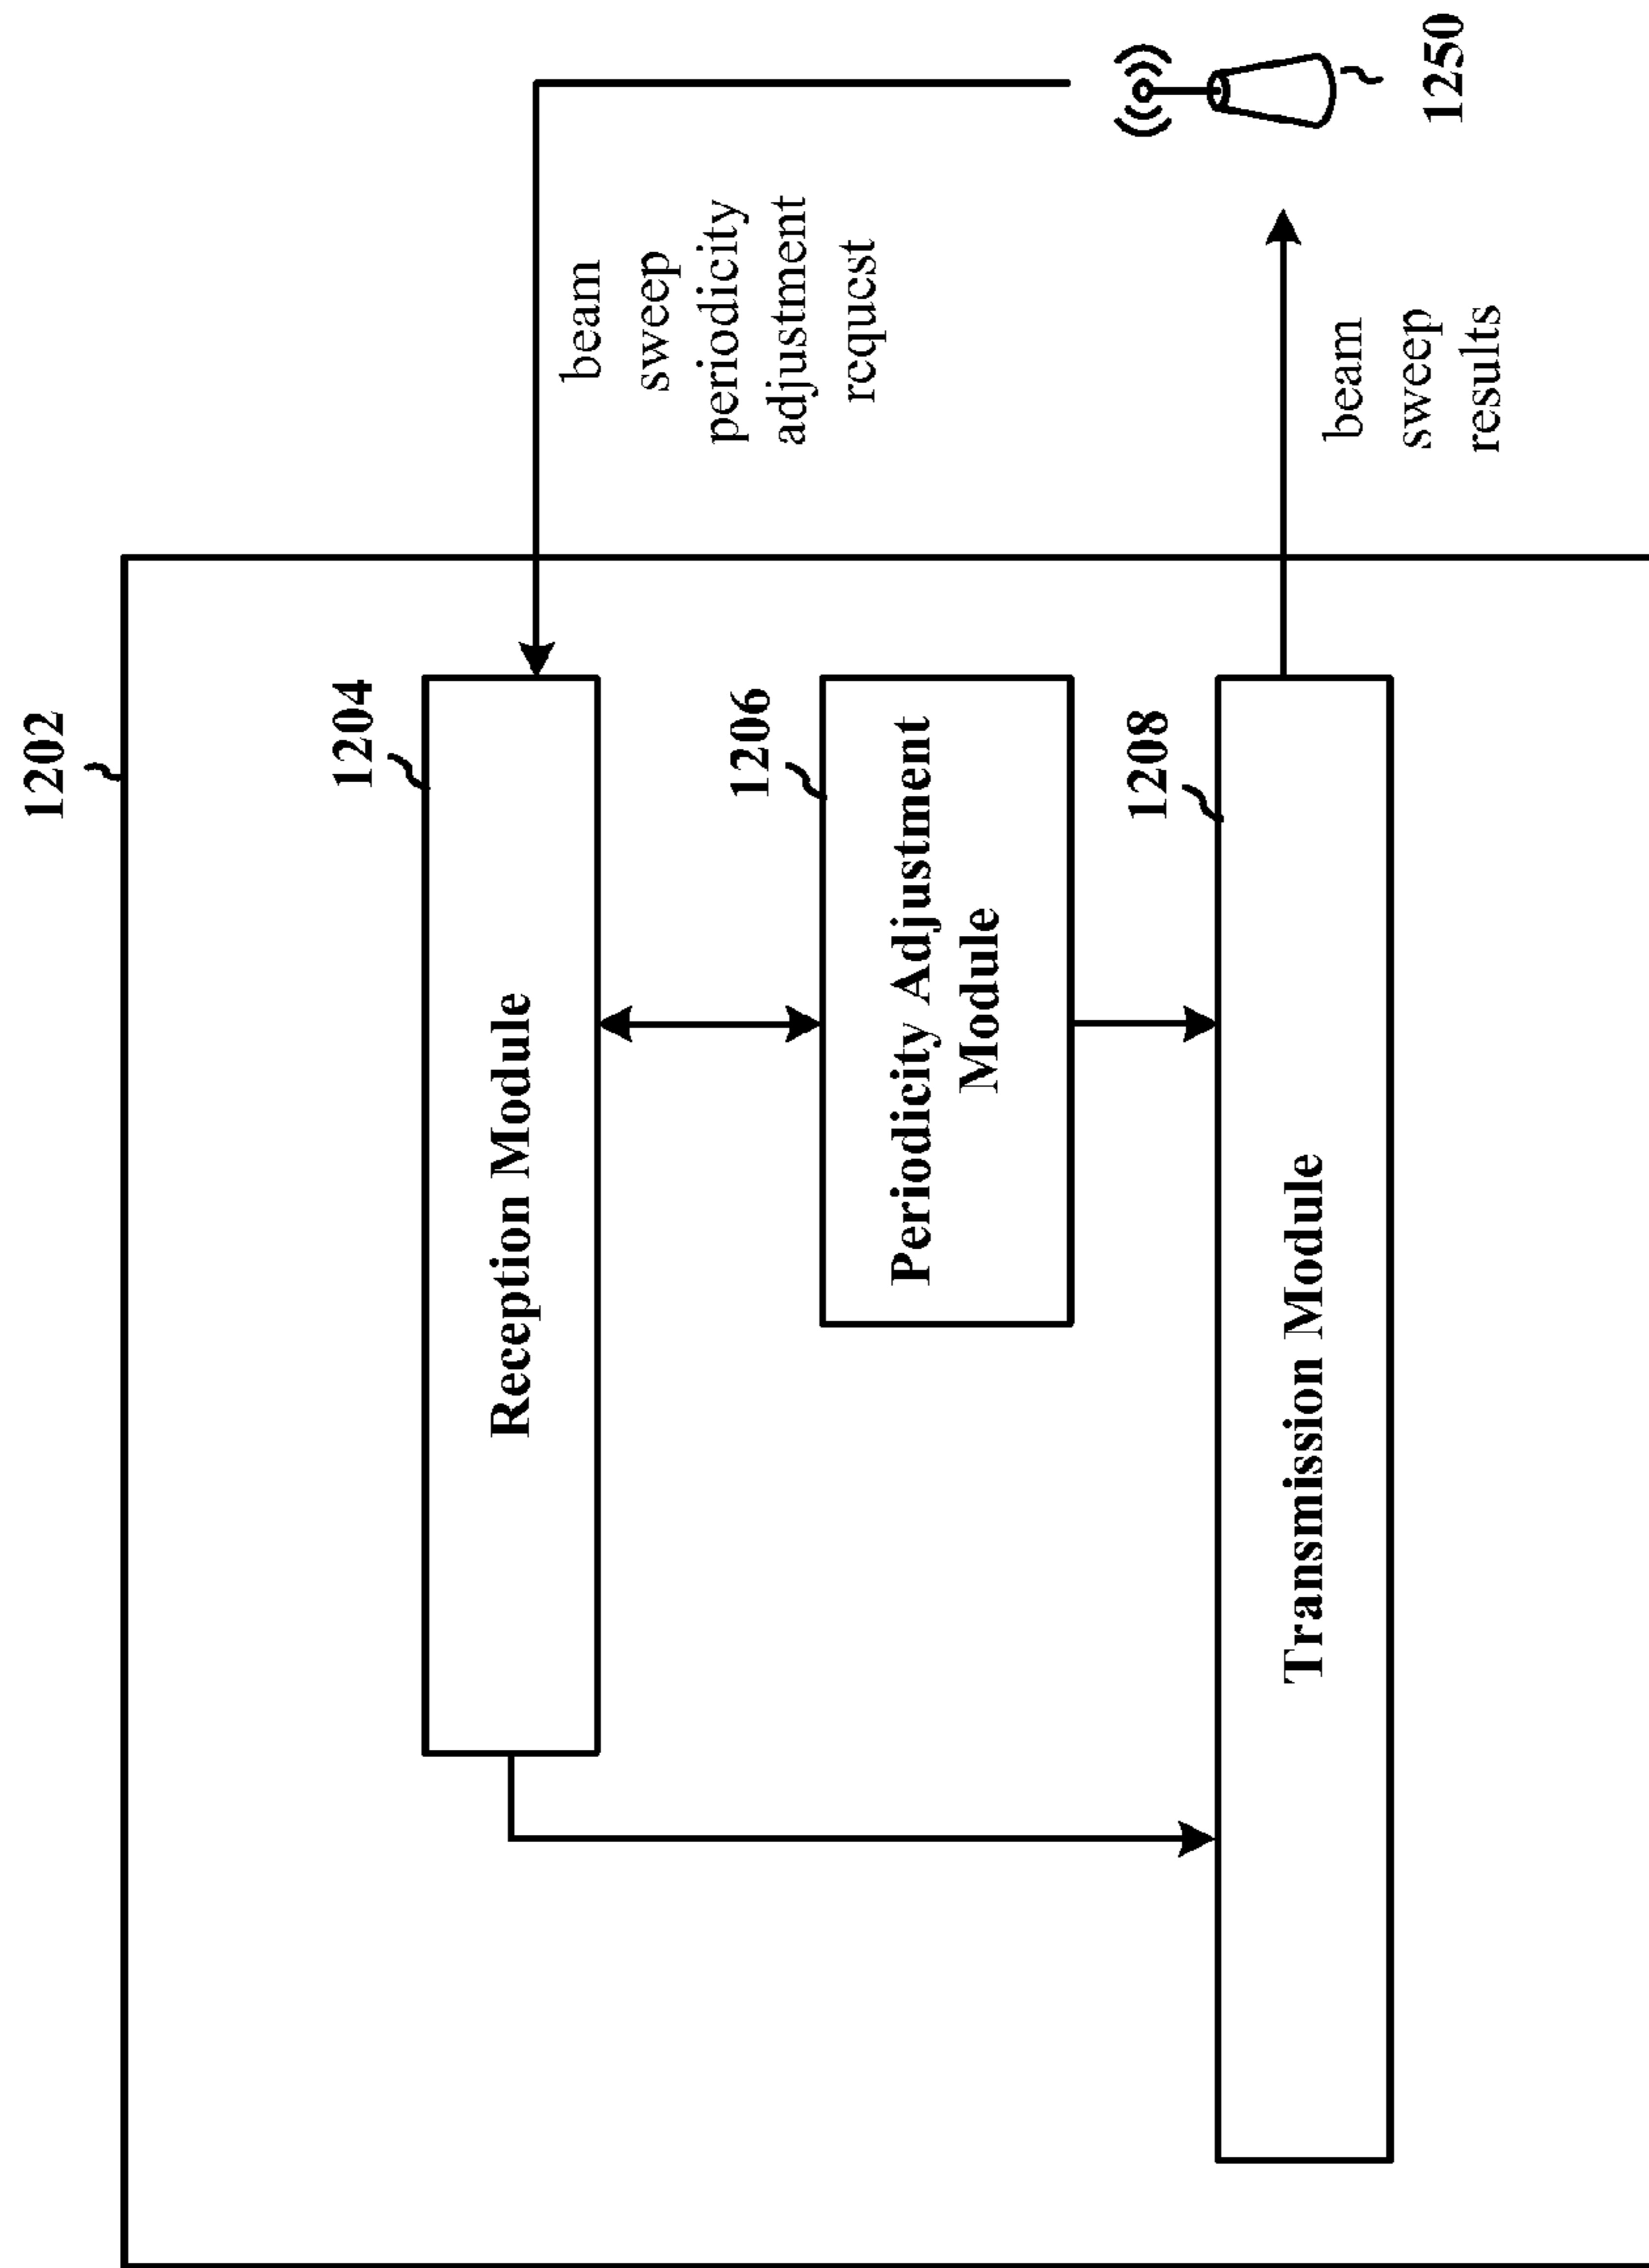 1202
1204
Reception Module
1206
Periodicity Adjustment
Module
1208
Transmission Module
beam
sweep
periodicity
adjustment
request
beam
sweep
results
1250